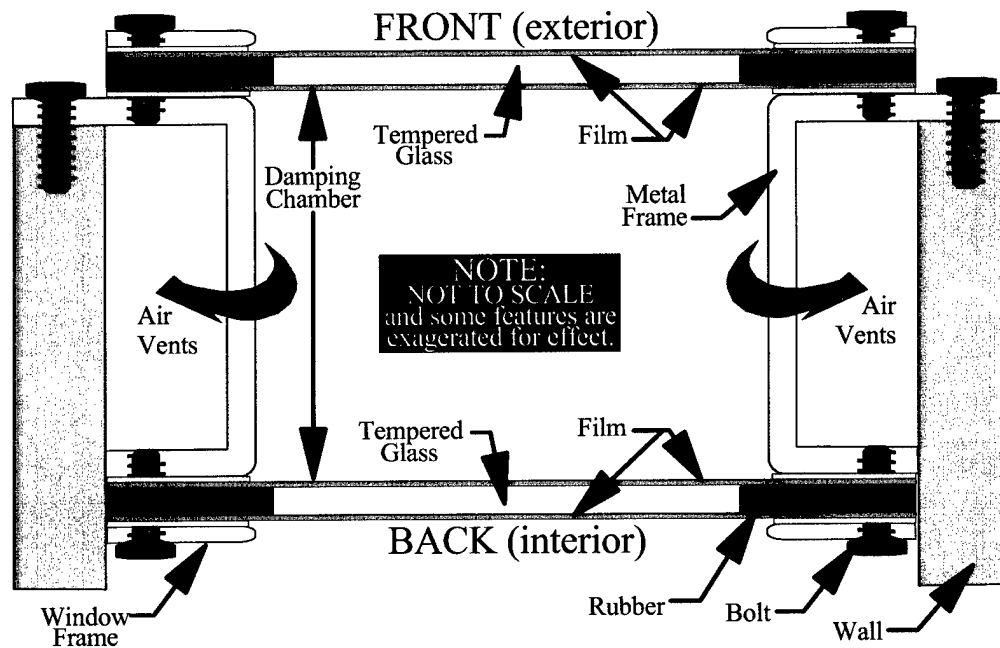 FRONT (exterior)
Tempered
Glass
Film
Damping
Chamber
Metal
Frame
NOTE:
NOT TO SCALE
and some features are
exagerated for effect.
Air
Vents
Air
Vents
Tempered
Glass
Film
BACK (interior)
Window
Frame
Rubber
Bolt
Wall